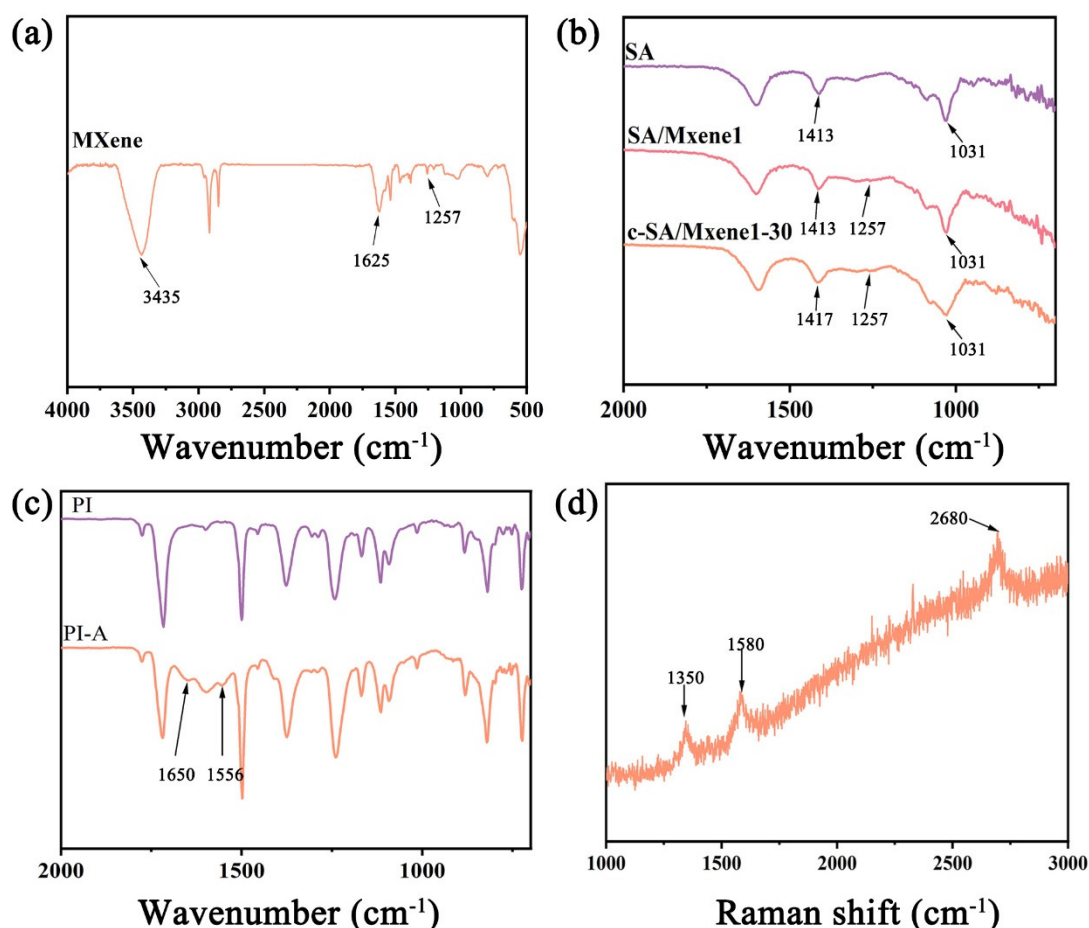 (a)
MXene
3435
1625
1257
4000 3500 3000 2500 2000 1500 1000 500
Wavenumber (cm-1)
(b)
SA
1413
1031
SA/Mxene1
1413
1257
1031
c-SA/Mxene1-30
1417
1257
1031
2000 1500 1000
Wavenumber (cm-1)
(c)
PI
PI-A
1650
1556
2000 1500 1000
Wavenumber (cm-1)
(d)
2680
1580
1350
1000 1500 2000 2500 3000
Raman shift (cm-1)